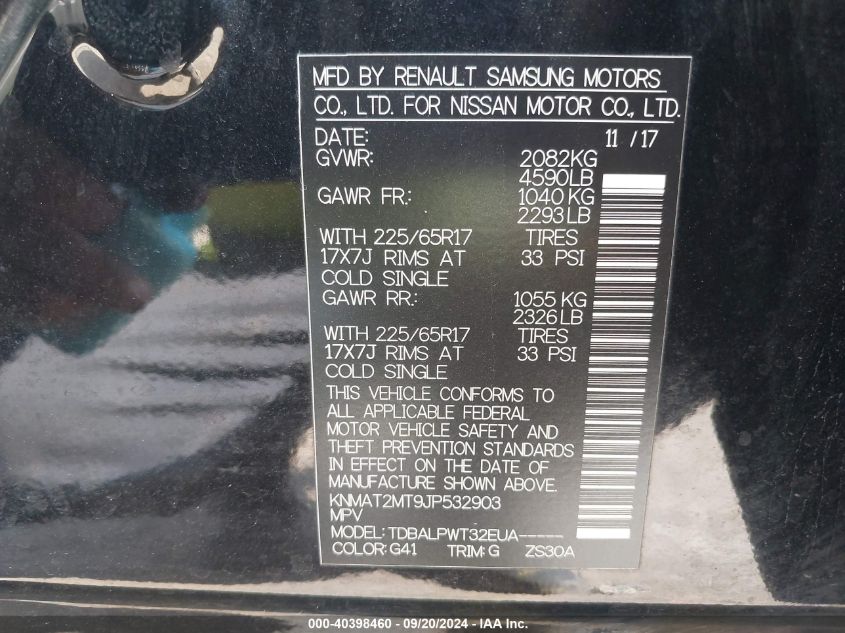 MFD BY RENAULT SAMSUNG MOTORS
CO., LTD. FOR NISSAN MOTOR CO., LTD.
DATE: 11 / 17
GVWR: 2082KG
4590LB
GAWR FR.: 1040 KG
2293 LB
WITH 225/65R17 TIRES
17X7J RIMS AT 33 PSI
COLD SINGLE
GAWR RR.: 1055 KG
2326 LB
WITH 225/65R17 TIRES
17X7J RIMS AT 33 PSI
COLD SINGLE
THIS VEHICLE CONFORMS TO
ALL APPLICABLE FEDERAL
MOTOR VEHICLE SAFETY AND
THEFT PREVENTION STANDARDS
IN EFFECT ON THE DATE OF
MANUFACTURE SHOWN ABOVE.
KNMAT2MT9JP532903
MPV
MODEL: TDBALPWT32EUA-----
COLOR: G41 TRIM: G ZS30A
000-40398460 - 09/20/2024 - IAA Inc.